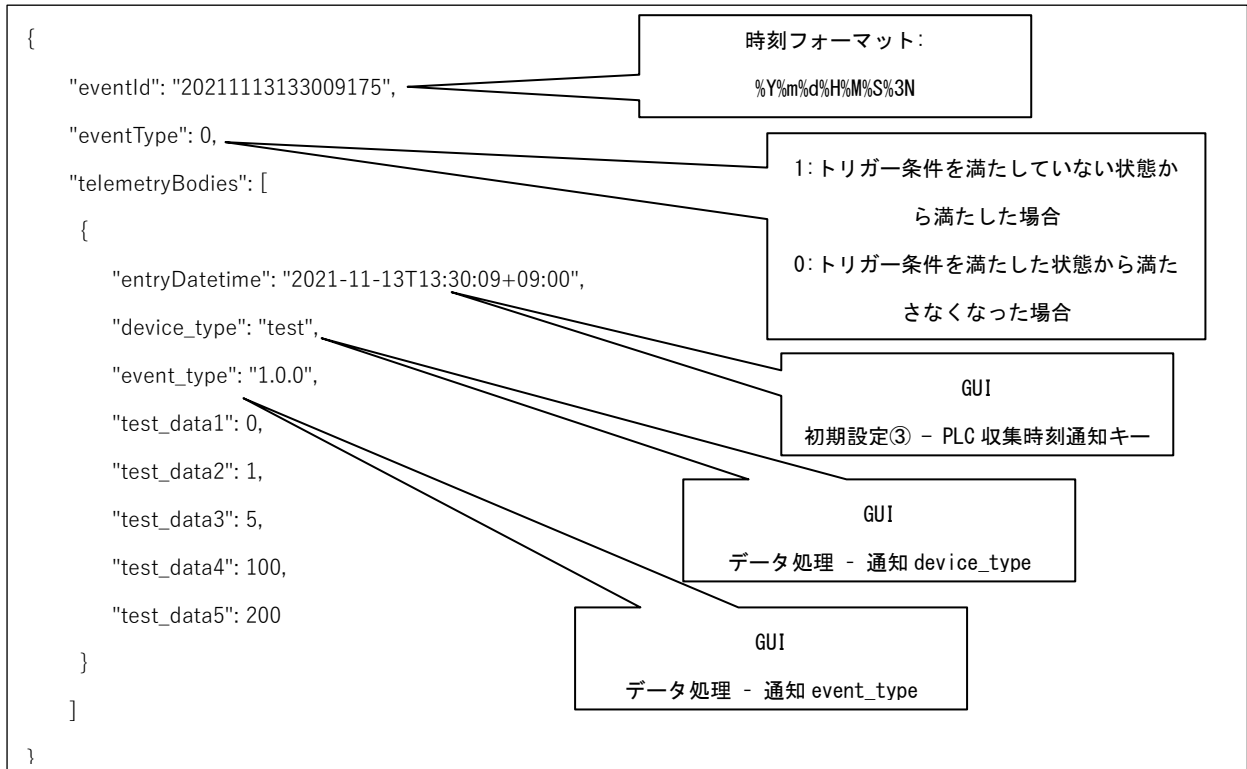 {
"eventId": "20211113133009175",
"eventType": 0,
"telemetryBodies": [
{
"entryDatetime": "2021-11-13T13:30:09+09:00",
"device_type": "test",
"event_type": "1.0.0",
"test_data1": 0,
"test_data2": 1,
"test_data3": 5,
"test_data4": 100,
"test_data5": 200
}
]
}
時刻フォーマット:
%Y%m%d%H%M%S%3N
1:トリガー条件を満たしていない状態か
ら満たした場合
0:トリガー条件を満たした状態から満た
さなくなった場合
GUI
初期設定③ – PLC 収集時刻通知キー
GUI
データ処理 – 通知 device_type
GUI
データ処理 – 通知 event_type